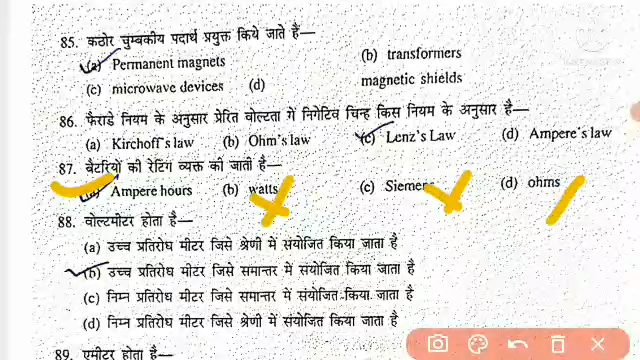 85. कठोर चुम्बकीय पदार्थ प्रयुक्त किये जाते हैं—
(a) Permanent magnets (b) transformers
(c) microwave devices (d) magnetic shields
86. फैराडे नियम के अनुसार प्रेरित वोल्टता में निगेटिव चिन्ह किस नियम के अनुसार है—
(a) Kirchoff's law (b) Ohm's law (c) Lenz's Law (d) Ampere's law
87. बैटरियों की रेटिंग व्यक्त की जाती है—
(a) Ampere hours (b) watts (c) Siemens (d) ohms
88. वोल्टमीटर होता है—
(a) उच्च प्रतिरोध मीटर जिसे श्रेणी में संयोजित किया जाता है
(b) उच्च प्रतिरोध मीटर जिसे समान्तर में संयोजित किया जाता है
(c) निम्न प्रतिरोध मीटर जिसे समान्तर में संयोजित किया जाता है
(d) निम्न प्रतिरोध मीटर जिसे श्रेणी में संयोजित किया जाता है
89. एमीटर होता है—